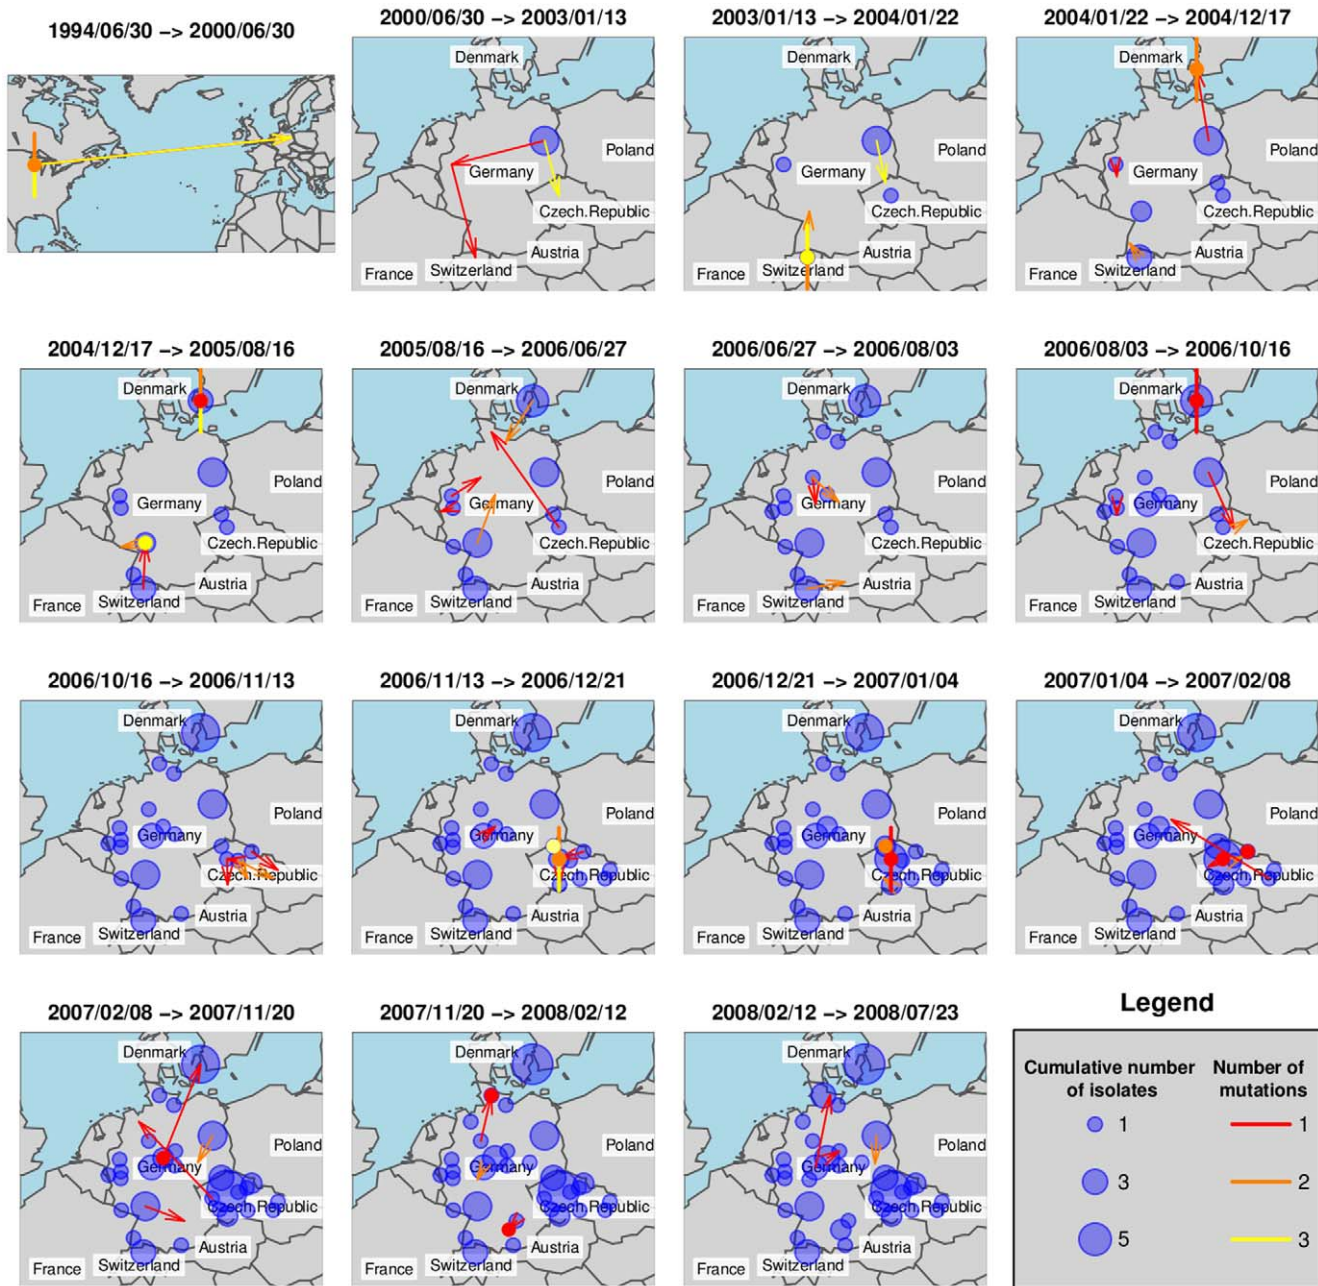 1994/06/30 −> 2000/06/30
2000/06/30 −> 2003/01/13
Denmark
Poland
Germany
Czech.Republic
Austria
Switzerland
France
2003/01/13 −> 2004/01/22
Denmark
Poland
Germany
Czech.Republic
Austria
Switzerland
France
2004/01/22 −> 2004/12/17
Denmark
Poland
Germany
Czech.Republic
Austria
Switzerland
France
2004/12/17 −> 2005/08/16
Denmark
Poland
Germany
Czech.Republic
Austria
Switzerland
France
2005/08/16 −> 2006/06/27
Denmark
Poland
Germany
Czech.Republic
Austria
Switzerland
France
2006/06/27 −> 2006/08/03
Denmark
Poland
Germany
Czech.Republic
Austria
Switzerland
France
2006/08/03 −> 2006/10/16
Denmark
Poland
Germany
Czech.Republic
Austria
Switzerland
France
2006/10/16 −> 2006/11/13
Denmark
Poland
Germany
Czech.Republic
Austria
Switzerland
France
2006/11/13 −> 2006/12/21
Denmark
Poland
Germany
Czech.Republic
Austria
Switzerland
France
2006/12/21 −> 2007/01/04
Denmark
Poland
Germany
Czech.Republic
Austria
Switzerland
France
2007/01/04 −> 2007/02/08
Denmark
Poland
Germany
Czech.Republic
Austria
Switzerland
France
2007/02/08 −> 2007/11/20
Denmark
Poland
Germany
Czech.Republic
Austria
Switzerland
France
2007/11/20 −> 2008/02/12
Denmark
Poland
Germany
Czech.Republic
Austria
Switzerland
France
2008/02/12 −> 2008/07/23
Denmark
Poland
Germany
Czech.Republic
Austria
Switzerland
France
Legend
Cumulative number
of isolates
1
3
5
Number of
mutations
1
2
3